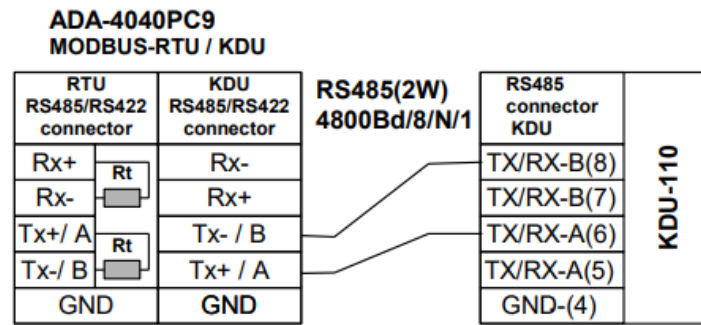 ADA-4040PC9
MODBUS-RTU / KDU
RTU
RS485/RS422
connector
KDU
RS485/RS422
connector
RS485(2W)
4800Bd/8/N/1
RS485
connector
KDU
Rx+
Rt
Rx-
TX/RX-B(8)
Rx-
Rx+
TX/RX-B(7)
Tx+/ A
Rt
Tx- / B
TX/RX-A(6)
Tx-/ B
Tx+ / A
TX/RX-A(5)
GND
GND
GND-(4)
KDU-110